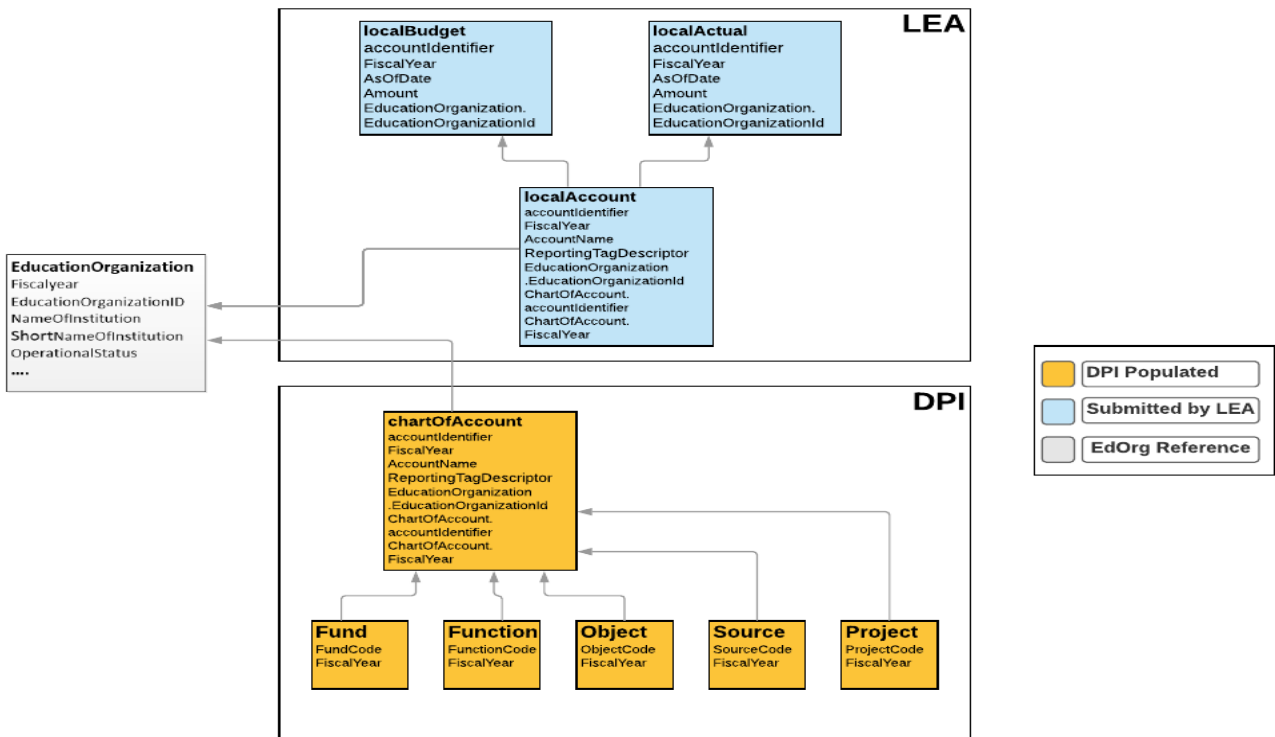 LEA
localBudget
accountIdentifier
FiscalYear
AsOfDate
Amount
EducationOrganization.
EducationOrganizationId
localActual
accountIdentifier
FiscalYear
AsOfDate
Amount
EducationOrganization.
EducationOrganizationId
localAccount
accountIdentifier
FiscalYear
AccountName
ReportingTagDescriptor
EducationOrganization
.EducationOrganizationId
ChartOfAccount.
accountIdentifier
ChartOfAccount.
FiscalYear
EducationOrganization
Fiscalyear
EducationOrganizationID
NameOfInstitution
ShortNameOfInstitution
OperationalStatus
....
DPI Populated
Submitted by LEA
EdOrg Reference
DPI
chartOfAccount
accountIdentifier
FiscalYear
AccountName
ReportingTagDescriptor
EducationOrganization
.EducationOrganizationId
ChartOfAccount.
accountIdentifier
ChartOfAccount.
FiscalYear
Fund
FundCode
FiscalYear
Function
FunctionCode
FiscalYear
Object
ObjectCode
FiscalYear
Source
SourceCode
FiscalYear
Project
ProjectCode
FiscalYear